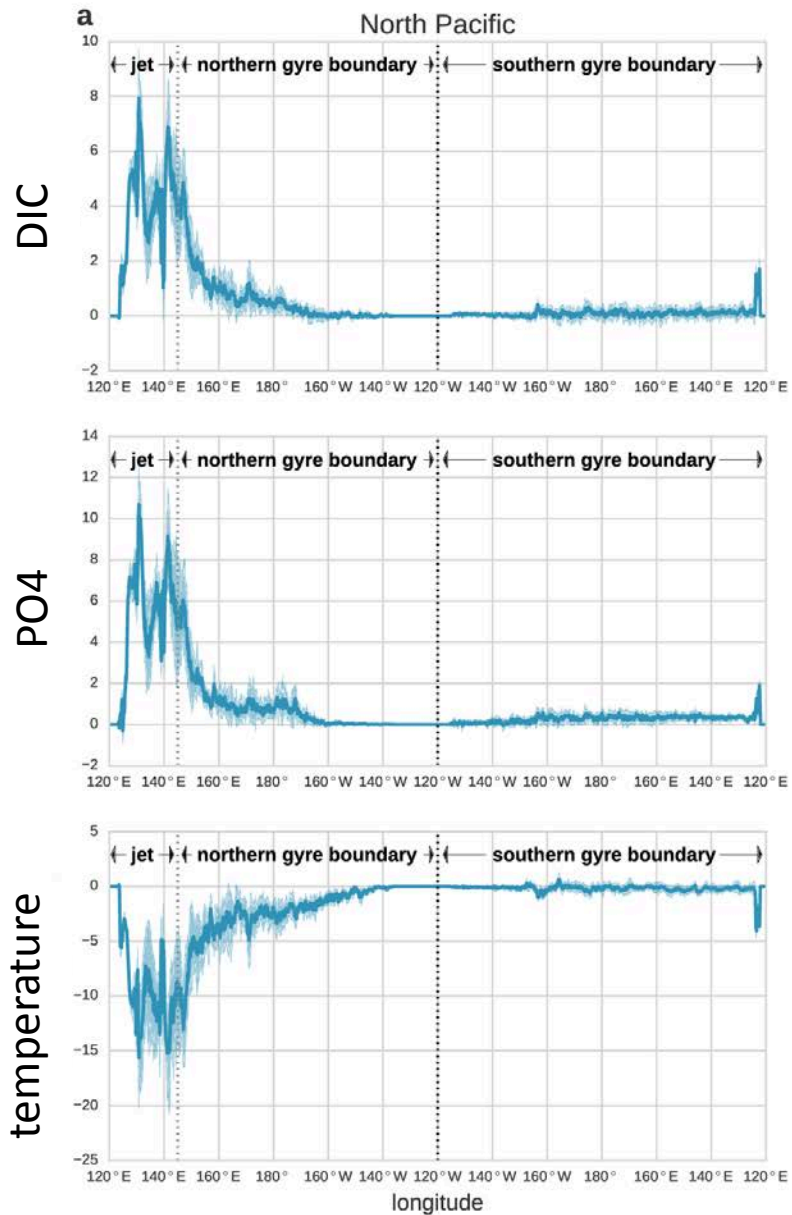 a
North Pacific
DIC
10
8
6
4
2
0
−2
jet
northern gyre boundary
southern gyre boundary
120°E 140°E 160°E 180° 160°W 140°W 120°W 140°W 160°W 180° 160°E 140°E 120°E
PO4
14
12
10
8
6
4
2
0
−2
jet
northern gyre boundary
southern gyre boundary
120°E 140°E 160°E 180° 160°W 140°W 120°W 140°W 160°W 180° 160°E 140°E 120°E
temperature
5
0
−5
−10
−15
−20
−25
jet
northern gyre boundary
southern gyre boundary
120°E 140°E 160°E 180° 160°W 140°W 120°W 140°W 160°W 180° 160°E 140°E 120°E
longitude